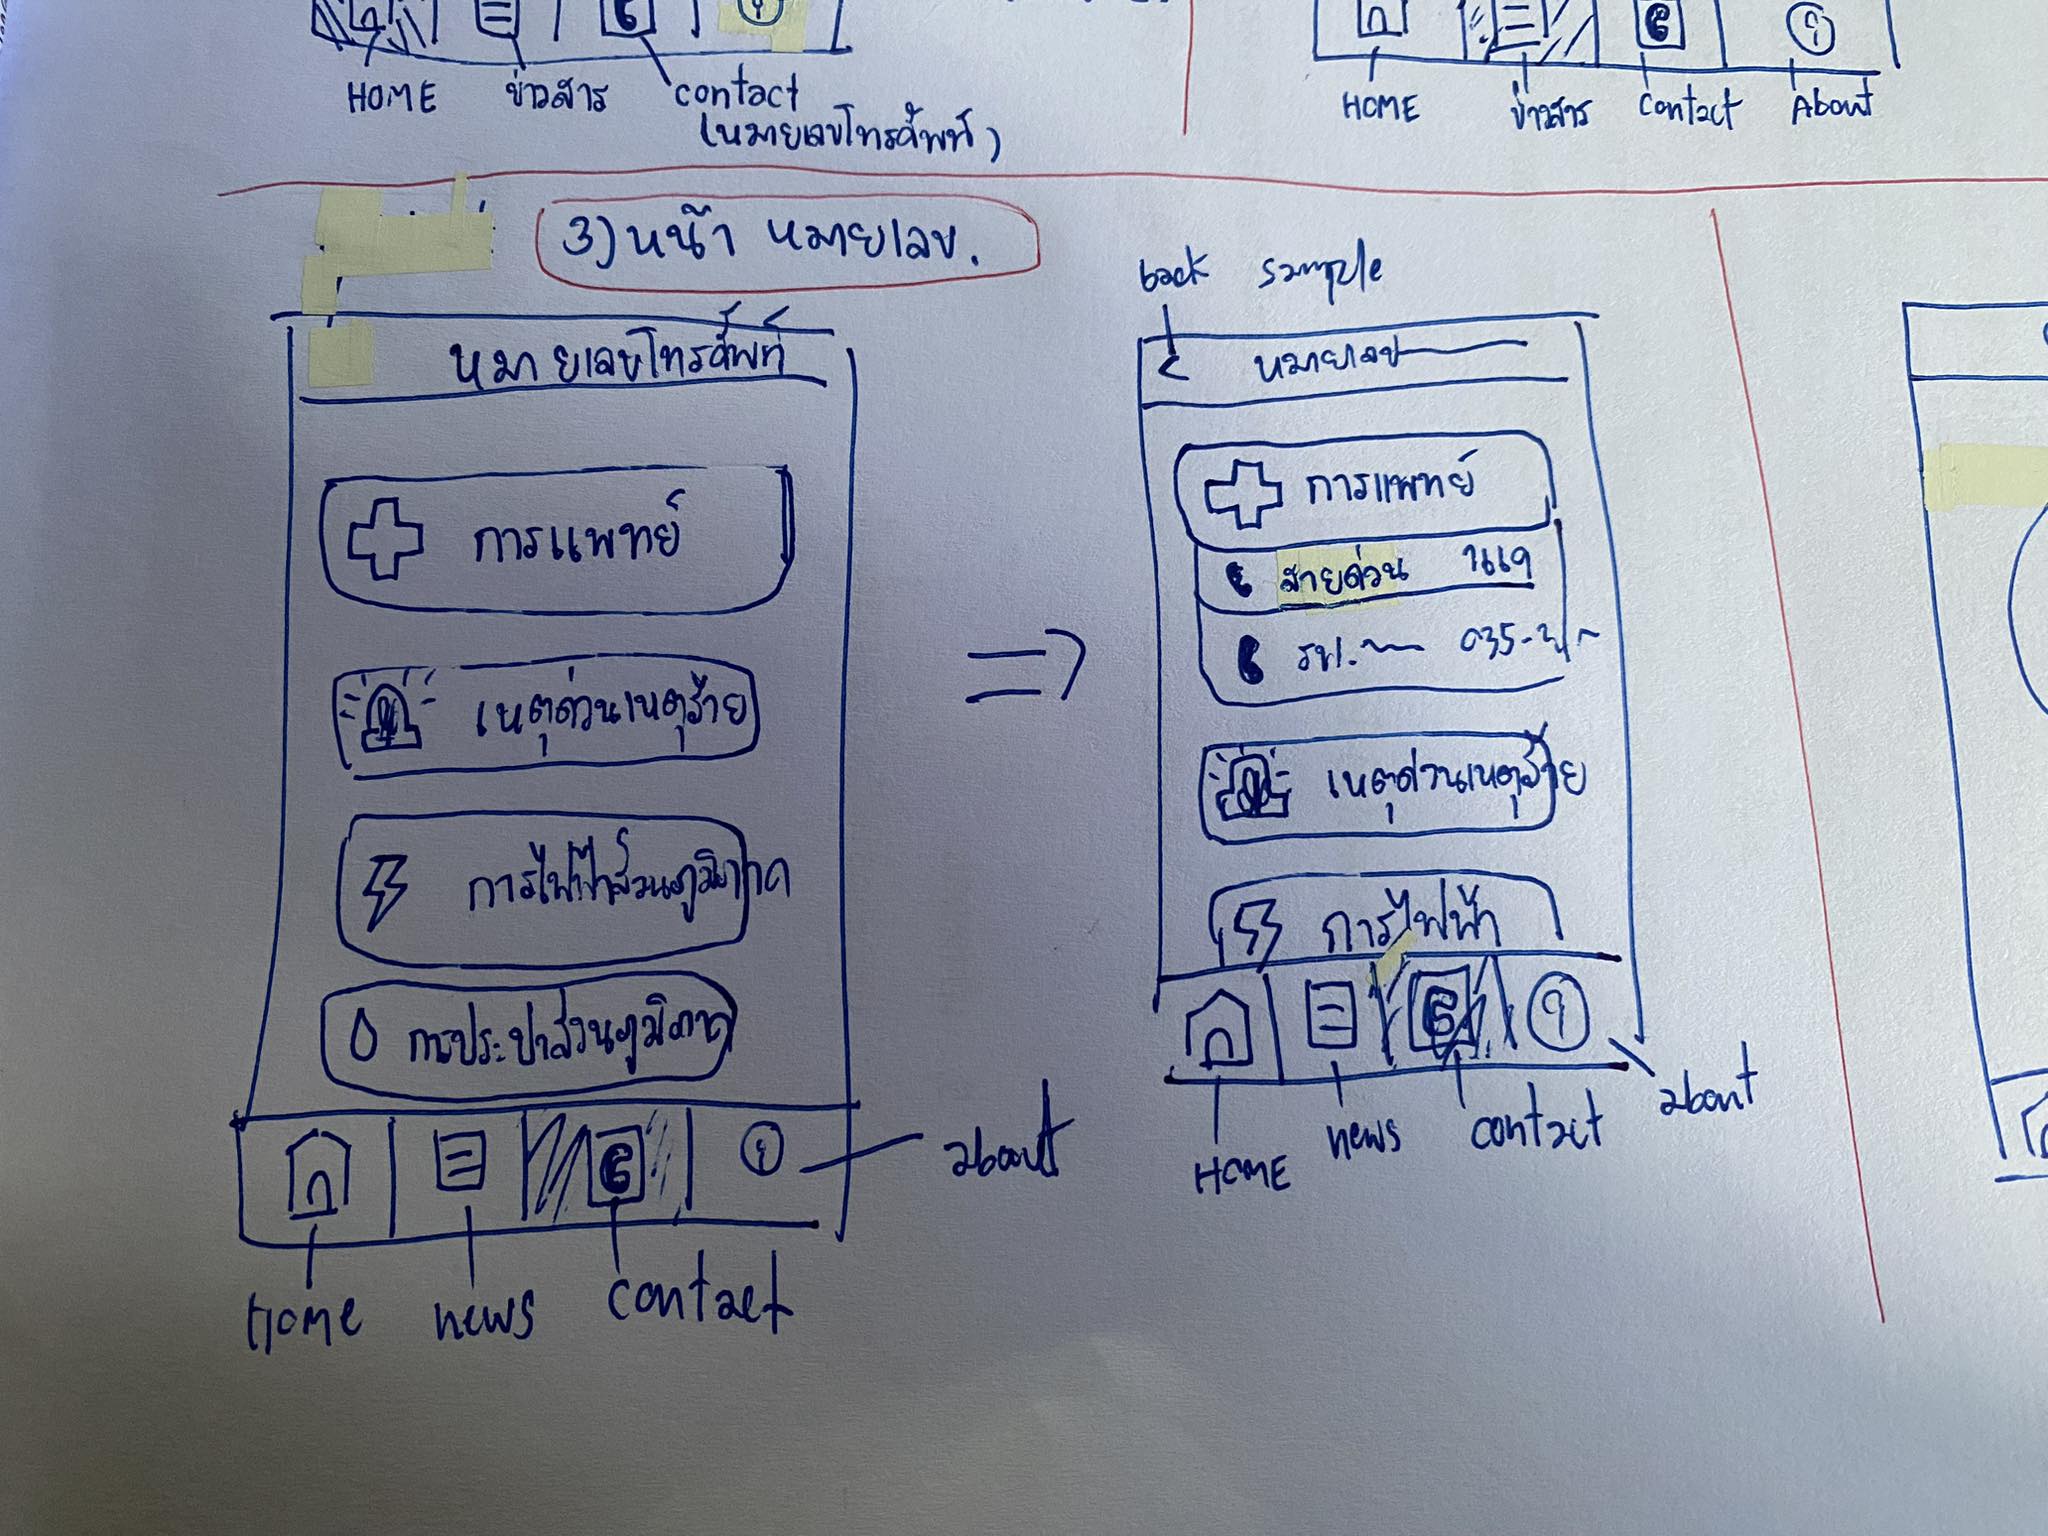 HOME ข่าวสาร contact
(หมายเลขโทรศัพท์)
HOME ข่าวสาร contact About
3) หน้า หมายเลข.
หมายเลขโทรศัพท์
การแพทย์
เหตุด่วนเหตุร้าย
การไฟฟ้าส่วนภูมิภาค
การประปาส่วนภูมิภาค
about
Home news contact
back sample
< หมายเลข
การแพทย์
สายด่วน
รพ. 035-
เหตุด่วนเหตุร้าย
การไฟฟ้า
about
HOME news contact